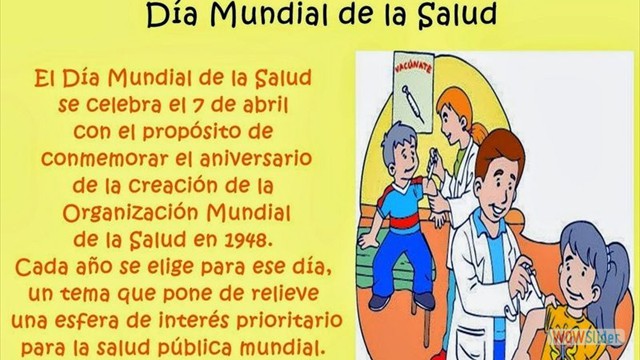 Día Mundial de la Salud
El Día Mundial de la Salud
se celebra el 7 de abril
con el propósito de
conmemorar el aniversario
de la creación de la
Organización Mundial
de la Salud en 1948.
Cada año se elige para ese día,
un tema que pone de relieve
una esfera de interés prioritario
para la salud pública mundial.
VACÚNATE
WOWSlider